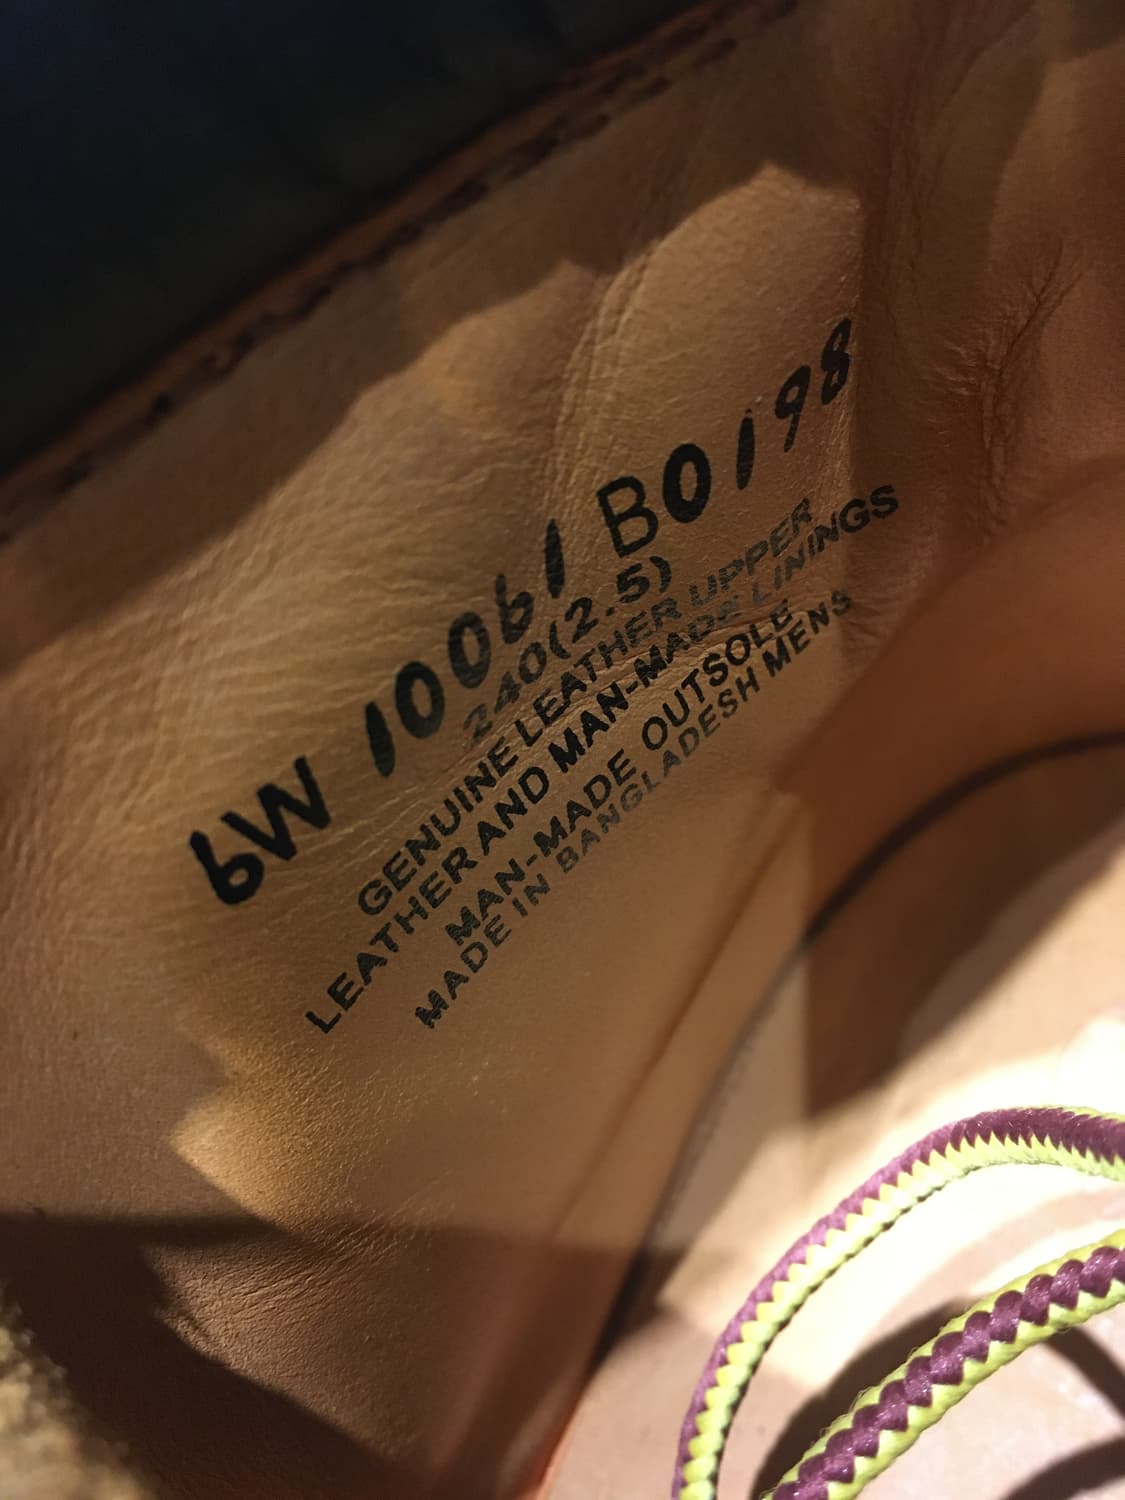 6W 10061 B0198
240(2.5)
GENUINE LEATHER UPPER
LEATHER AND MAN-MADE LININGS
MAN-MADE OUTSOLE
MADE IN BANGLADESH MENS